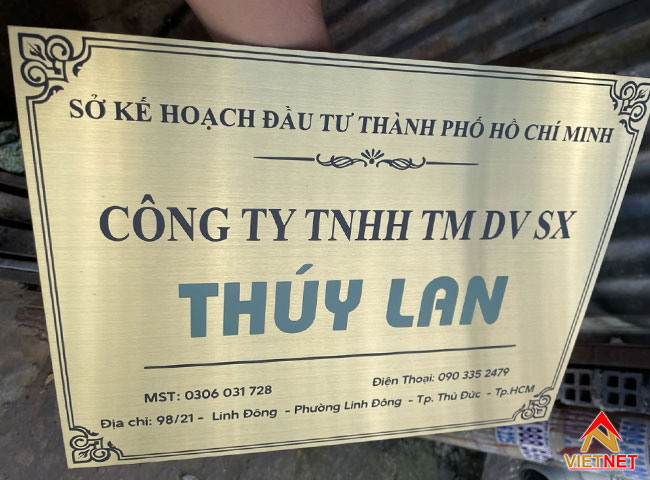 SỞ KẾ HOẠCH ĐẦU TƯ THÀNH PHỐ HỒ CHÍ MINH
CÔNG TY TNHH TM DV SX
THÚY LAN
MST: 0306 031 728
Điện Thoại: 090 335 2479
Địa chỉ: 98/21 - Linh Đông - Phường Linh Đông - Tp. Thủ Đức - Tp.HCM
VIETNET